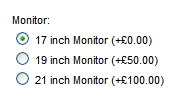 Monitor:
17 inch Monitor (+£0.00)
19 inch Monitor (+£50.00)
21 inch Monitor (+£100.00)